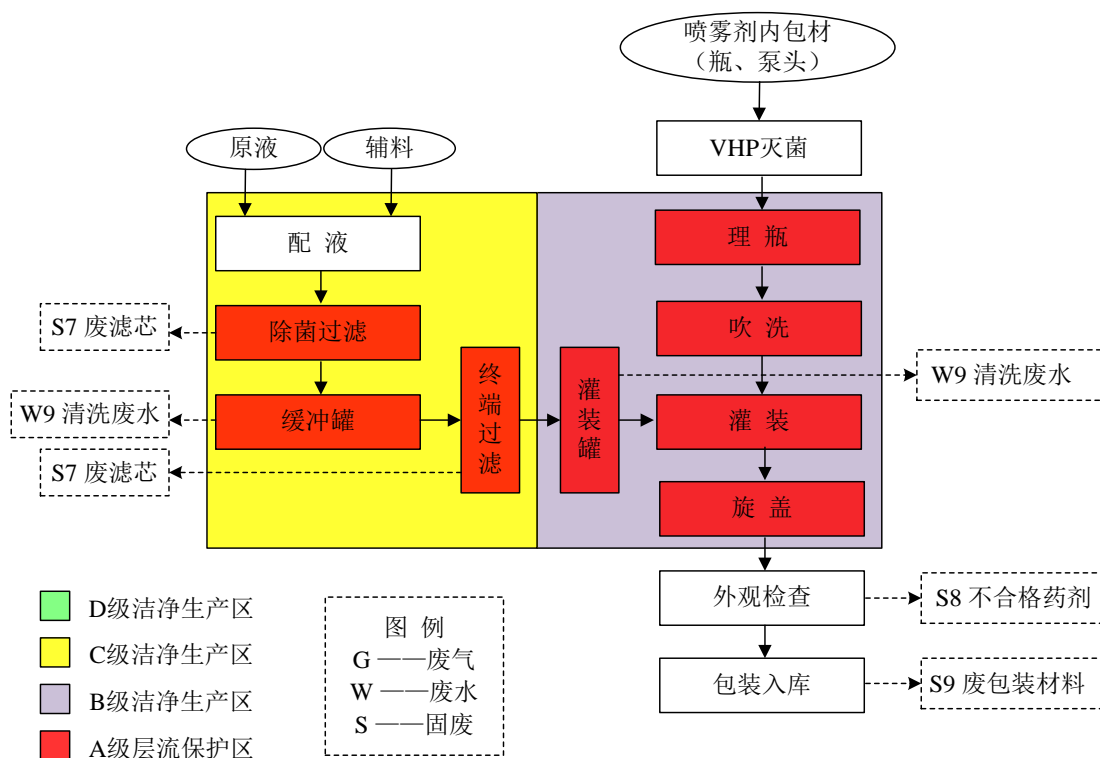 喷雾剂内包材
（瓶、泵头）
原液
辅料
VHP灭菌
配 液
理 瓶
S7 废滤芯
除菌过滤
吹 洗
W9 清洗废水
W9 清洗废水
缓冲罐
终端过滤
灌装罐
灌 装
S7 废滤芯
旋 盖
外观检查
S8 不合格药剂
包装入库
S9 废包装材料
D级洁净生产区
C级洁净生产区
B级洁净生产区
A级层流保护区
图 例
G ——废气
W ——废水
S ——固废